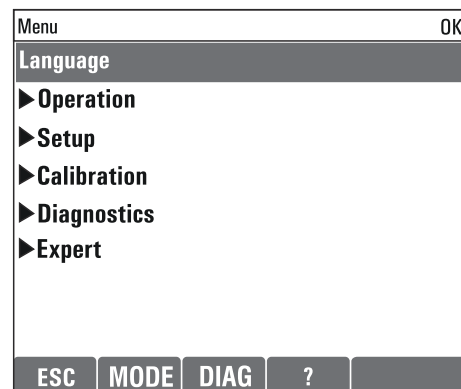 Menu OK
Language
▶Operation
▶Setup
▶Calibration
▶Diagnostics
▶Expert
ESC MODE DIAG ?